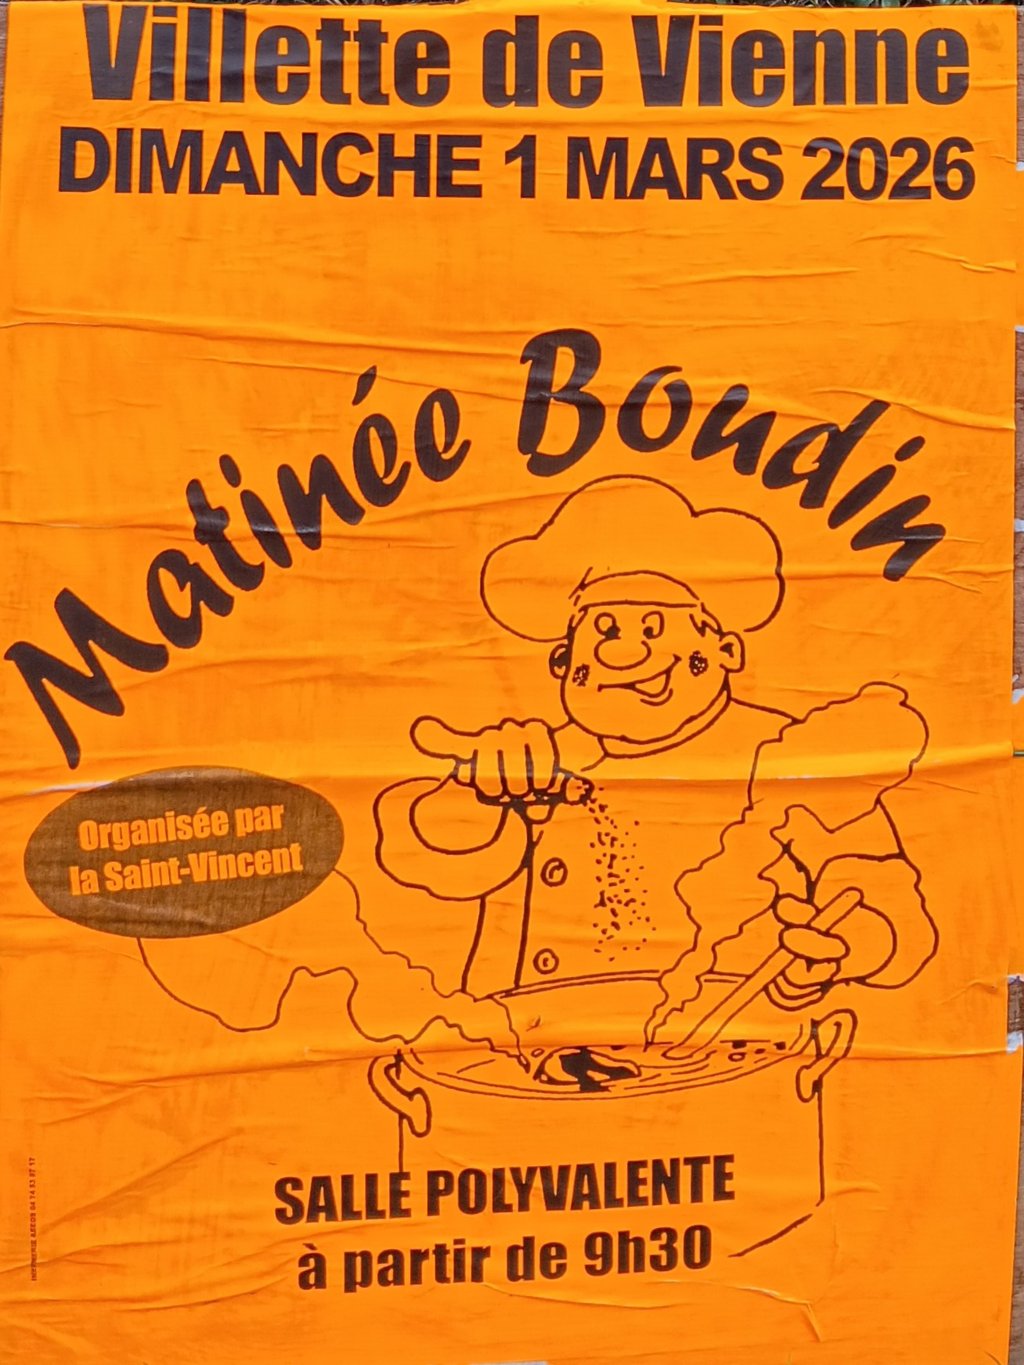 Villette de Vienne
DIMANCHE 1 MARS 2026
Matinée Boudin
Organisée par
la Saint-Vincent
SALLE POLYVALENTE
à partir de 9h30